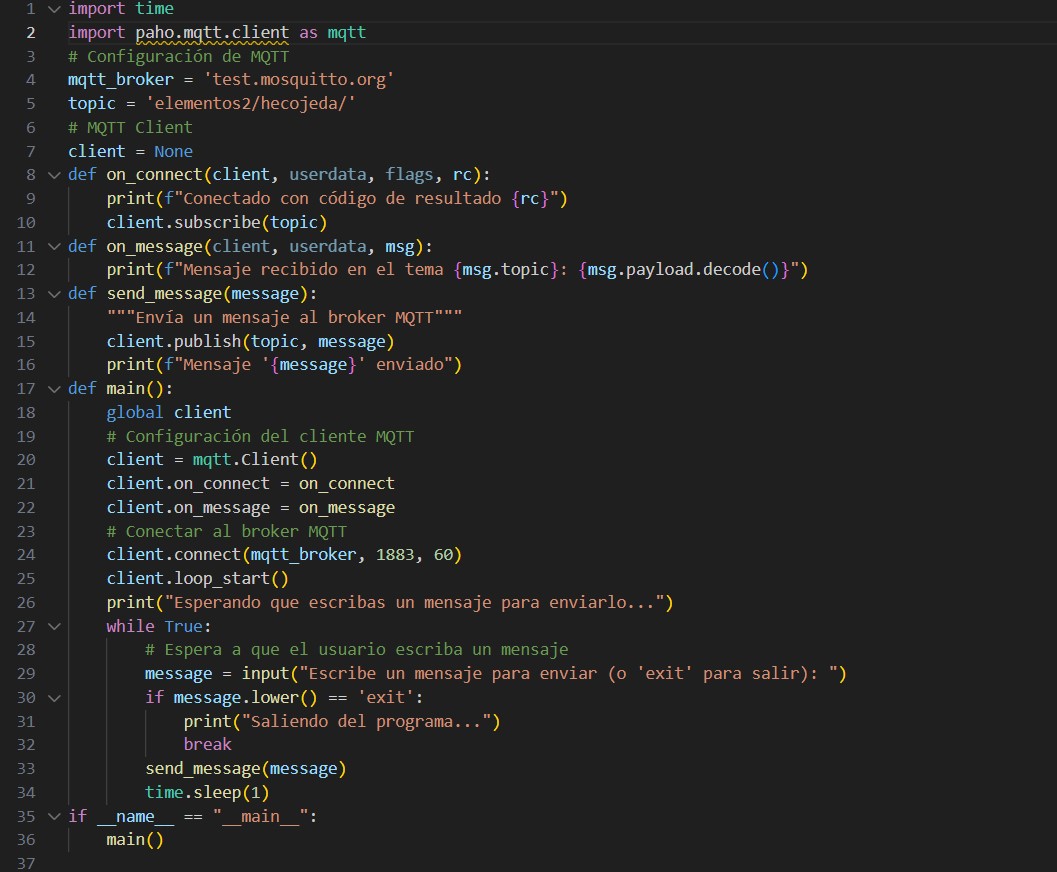 1 import time
2 import paho.mqtt.client as mqtt
3 # Configuración de MQTT
4 mqtt_broker = 'test.mosquitto.org'
5 topic = 'elementos2/hecojeda/'
6 # MQTT Client
7 client = None
8 def on_connect(client, userdata, flags, rc):
9     print(f"Conectado con código de resultado {rc}")
10     client.subscribe(topic)
11 def on_message(client, userdata, msg):
12     print(f"Mensaje recibido en el tema {msg.topic}: {msg.payload.decode()}")
13 def send_message(message):
14     """Envía un mensaje al broker MQTT"""
15     client.publish(topic, message)
16     print(f"Mensaje '{message}' enviado")
17 def main():
18     global client
19     # Configuración del cliente MQTT
20     client = mqtt.Client()
21     client.on_connect = on_connect
22     client.on_message = on_message
23     # Conectar al broker MQTT
24     client.connect(mqtt_broker, 1883, 60)
25     client.loop_start()
26     print("Esperando que escribas un mensaje para enviarlo...")
27     while True:
28         # Espera a que el usuario escriba un mensaje
29         message = input("Escribe un mensaje para enviar (o 'exit' para salir): ")
30         if message.lower() == 'exit':
31             print("Saliendo del programa...")
32             break
33         send_message(message)
34         time.sleep(1)
35 if __name__ == "__main__":
36     main()
37